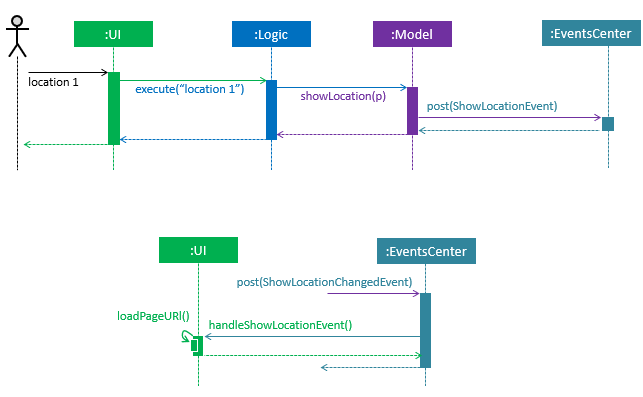 :UI
:Logic
:Model
:EventsCenter
location 1
execute("location 1")
showLocation(p)
post(ShowLocationEvent)
:UI
:EventsCenter
post(ShowLocationChangedEvent)
loadPageURl()
handleShowLocationEvent()